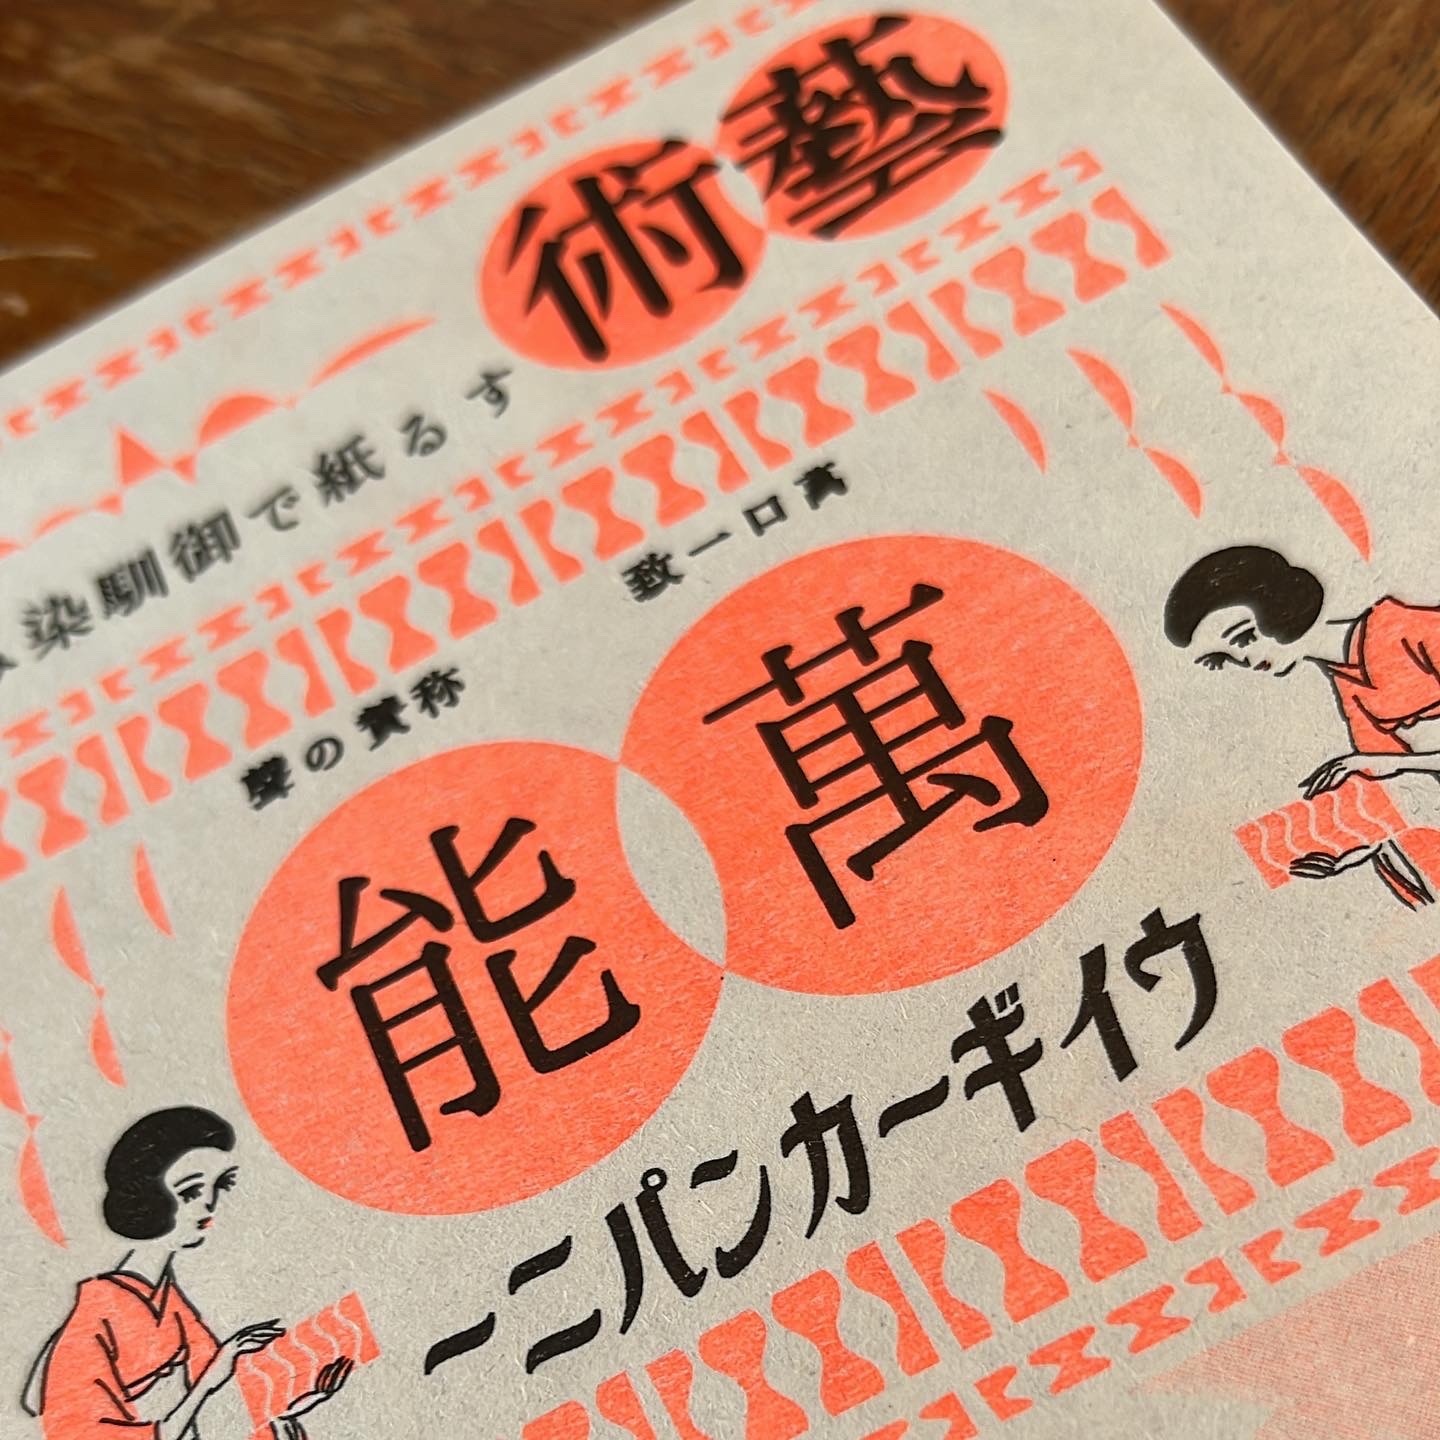 藝術
する紙で御馴染
萬口一致
称賛の聲
萬能
ウイギーカンパニー